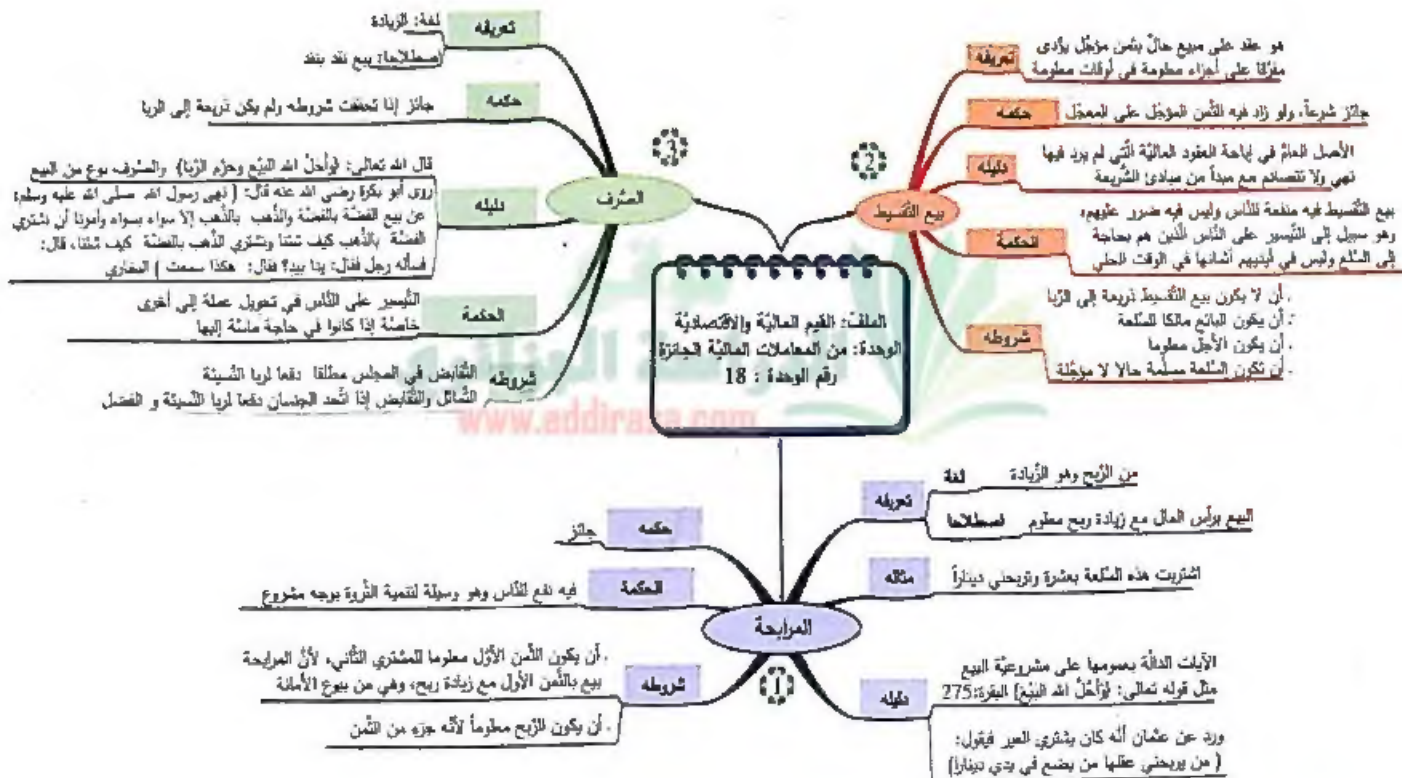 الملف: القيم المالية والاقتصادية
الوحدة: من المعاملات المالية الجائزة
رقم الوحدة : 18
www.eddirasa.com
1
المرابحة
تعريفه
لغة
من الربح وهو الزيادة
اصطلاحا
البيع برأس المال مع زيادة ربح معلوم
مثاله
اشتريت هذه السلعة بعشرة وتربحني ديناراً
دليله
الآيات الدالة بعمومها على مشروعية البيع
مثل قوله تعالى: {وَأَحَلَّ الله البَيْعَ} البقرة:275
ورد عن عثمان أنه كان يشتري العير فيقول:
( من يربحني عقلها من يضع في يدي ديناراً)
حكمه
جائز
الحكمة
فيه نفع للناس وهو وسيلة لتنمية الثروة بوجه مشروع
شروطه
. أن يكون الثمن الأول معلوما للمشتري الثاني، لأن المرابحة
بيع بالثمن الأول مع زيادة ربح، وهي من بيوع الأمانة
. أن يكون الربح معلوماً لأنه جزء من الثمن
2
بيع التقسيط
تعريفه
هو عقد على مبيع حال بثمن مؤجل يؤدى
مفرقا على أجزاء معلومة في أوقات معلومة
حكمه
جائز شرعاً، ولو زاد فيه الثمن المؤجل على المعجل
دليله
الأصل العام في إباحة العقود المالية التي لم يرد فيها
نهي ولا تتصادم مع مبدأ من مبادئ الشريعة
الحكمة
بيع التقسيط فيه منفعة للناس وليس فيه ضرر عليهم،
وهو سبيل إلى التيسير على الناس الذين هم بحاجة
إلى السلع وليس في أيديهم أثمانها في الوقت الحالي
شروطه
. أن لا يكون بيع التقسيط ذريعة إلى الربا
. أن يكون البائع مالكا للسلعة
. أن يكون الأجل معلوما
. أن تكون السلعة مسلمة حالا لا مؤجلة
3
الصرف
تعريفه
لغة: الزيادة
اصطلاحا: بيع نقد بنقد
حكمه
جائز إذا تحققت شروطه ولم يكن ذريعة إلى الربا
دليله
قال الله تعالى: {وَأَحَلَّ الله البَيْعَ وحرّم الرّبا} والصرف نوع من البيع
روى أبو بكرة رضي الله عنه قال: ( نهى رسول الله صلى الله عليه وسلم
عن بيع الفضة بالفضة والذهب بالذهب إلا سواء بسواء وأمرنا أن نشتري
الفضة بالذهب كيف شئنا ونشتري الذهب بالفضة كيف شئنا، قال:
فسأله رجل فقال: يدا بيد؟ فقال: هكذا سمعت ) البخاري
الحكمة
التيسير على الناس في تحويل عملة إلى أخرى
خاصة إذا كانوا في حاجة ماسة إليها
شروطه
التقابض في المجلس مطلقا دفعا لربا النسيئة
التماثل والتقابض إذا اتحد الجنسان دفعا لربا النسيئة و الفضل